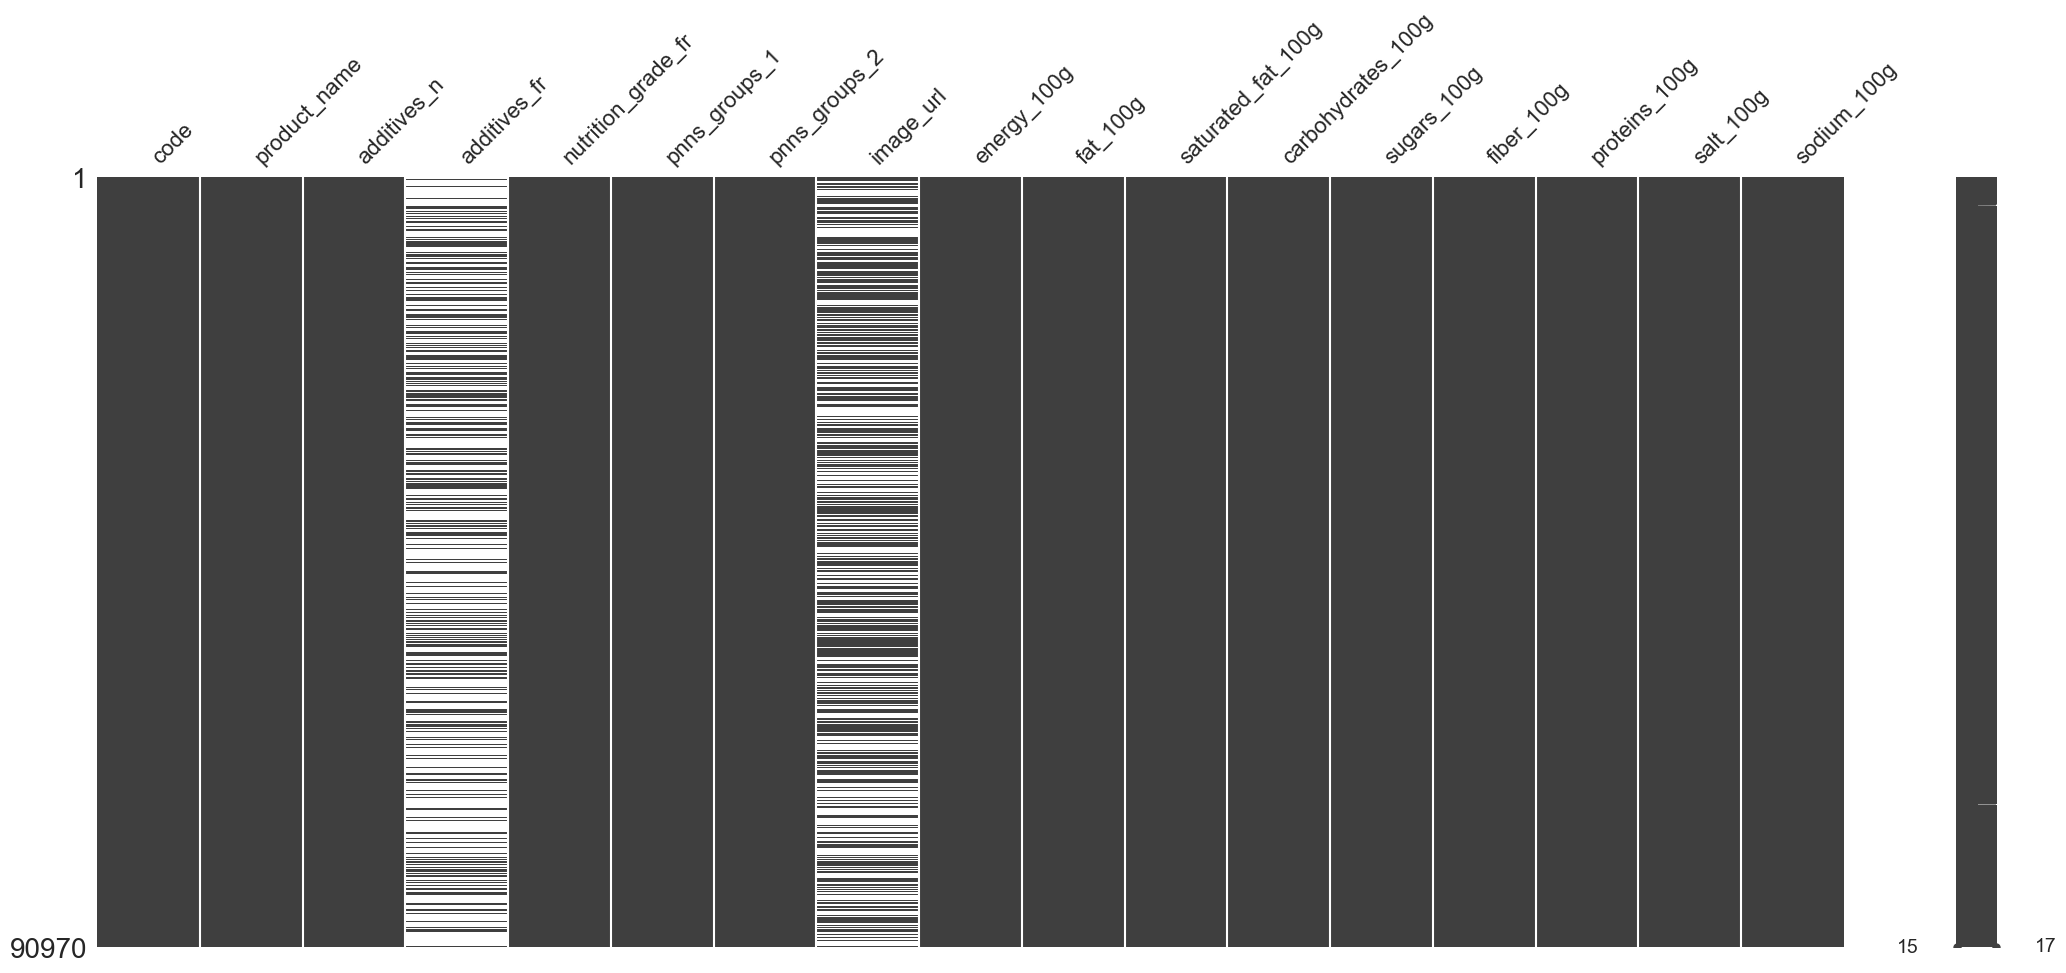 code
product_name
additives_n
additives_fr
nutrition_grade_fr
pnns_groups_1
pnns_groups_2
image_url
energy_100g
fat_100g
saturated_fat_100g
carbohydrates_100g
sugars_100g
fiber_100g
proteins_100g
salt_100g
sodium_100g
1
90970
15
17